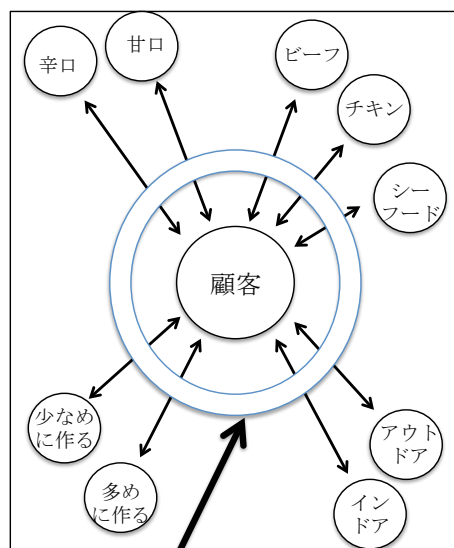 辛口
甘口
ビーフ
チキン
シー
フード
顧客
少なめ
に作る
多め
に作る
アウト
ドア
イン
ドア